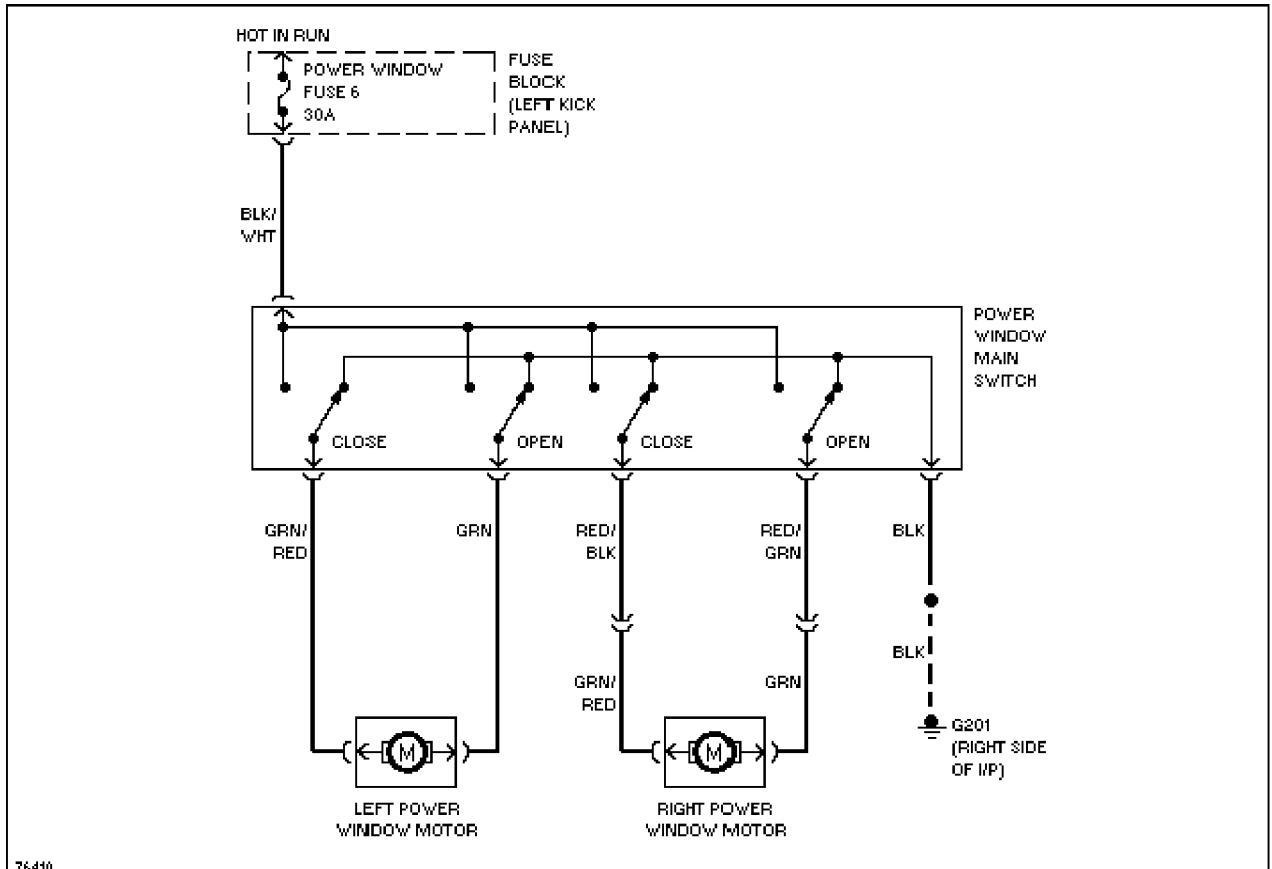 HOT IN RUN
POWER WINDOW
FUSE 6
30A
FUSE
BLOCK
(LEFT KICK
PANEL)
BLK/
WHT
POWER
WINDOW
MAIN
SWITCH
CLOSE
OPEN
CLOSE
OPEN
GRN/
RED
GRN
RED/
BLK
RED/
GRN
BLK
BLK
GRN/
RED
GRN
G201
(RIGHT SIDE
OF I/P)
M
M
LEFT POWER
WINDOW MOTOR
RIGHT POWER
WINDOW MOTOR